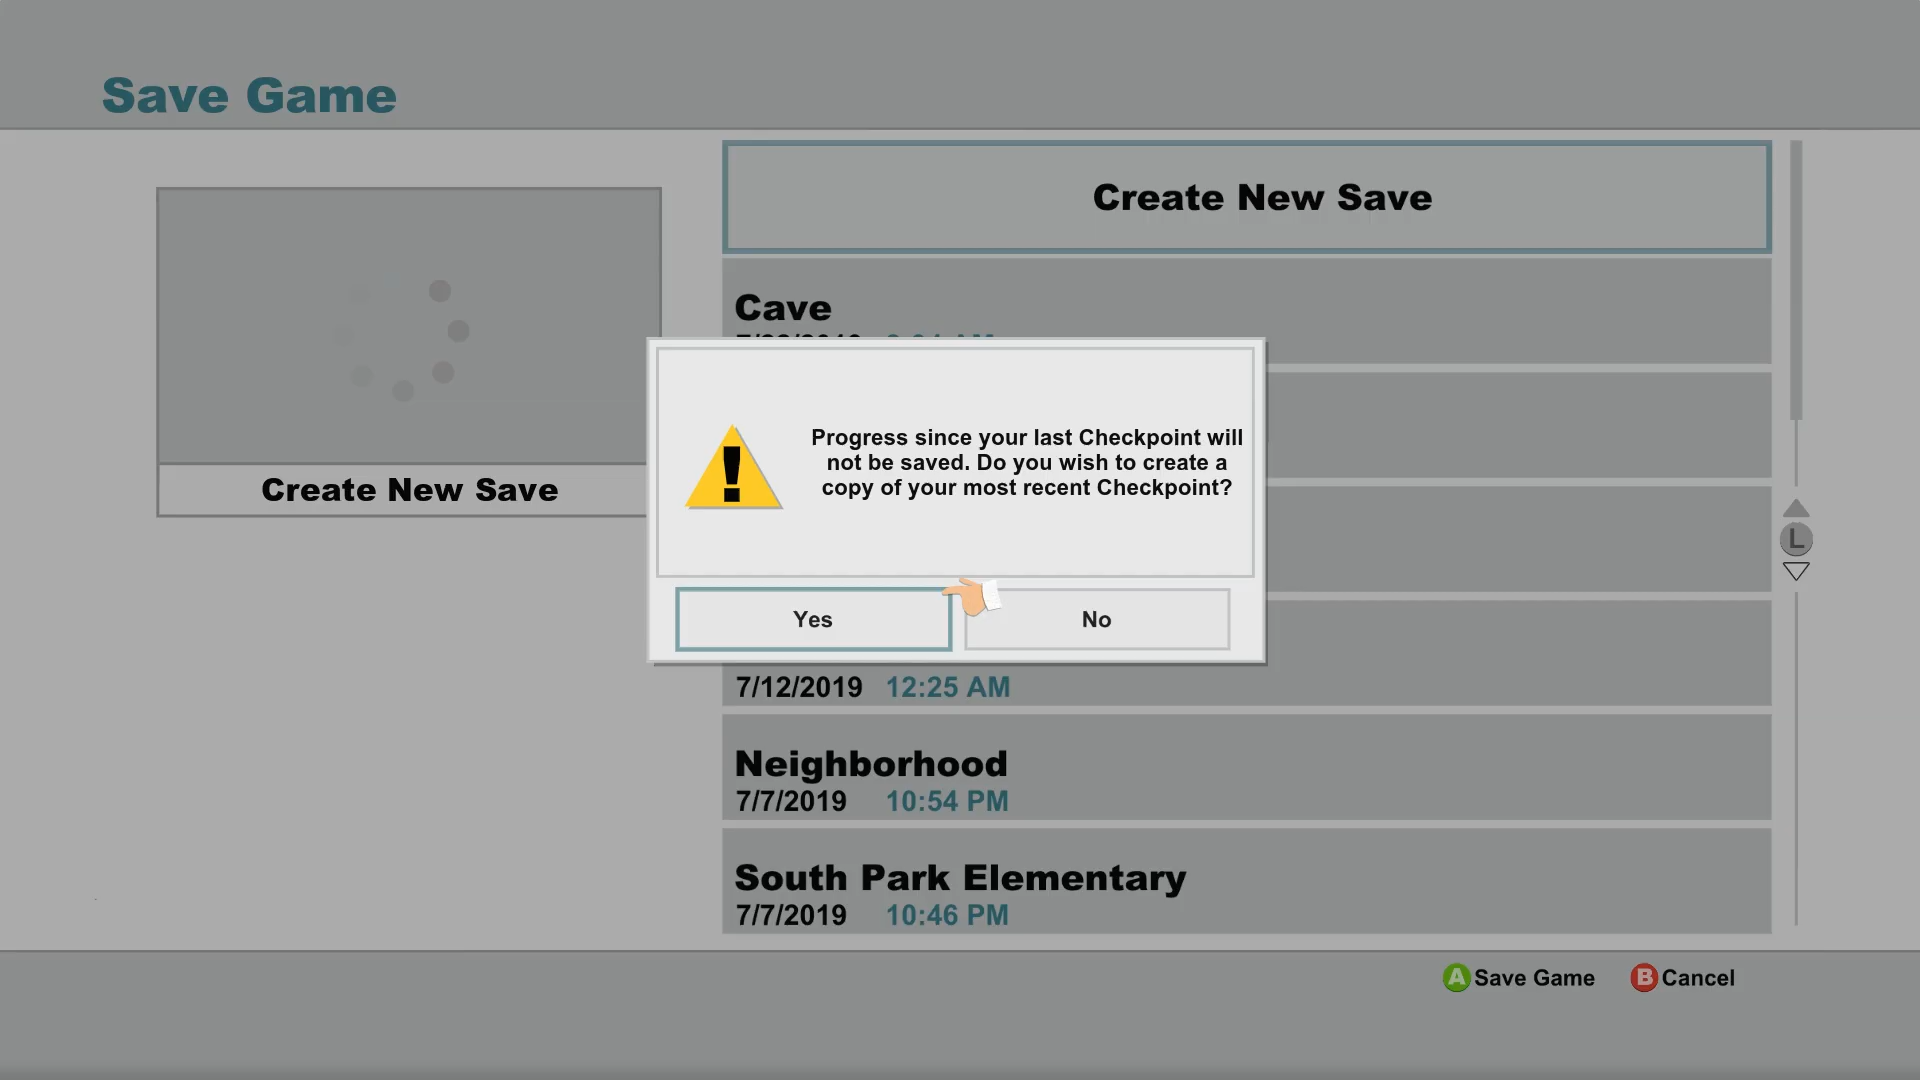 Save Game
Create New Save
Cave
Progress since your last Checkpoint will
not be saved. Do you wish to create a
copy of your most recent Checkpoint?
Create New Save
L
Yes
No
7/12/2019 12:25 AM
Neighborhood
7/7/2019 10:54 PM
South Park Elementary
7/7/2019 10:46 PM
A Save Game B Cancel